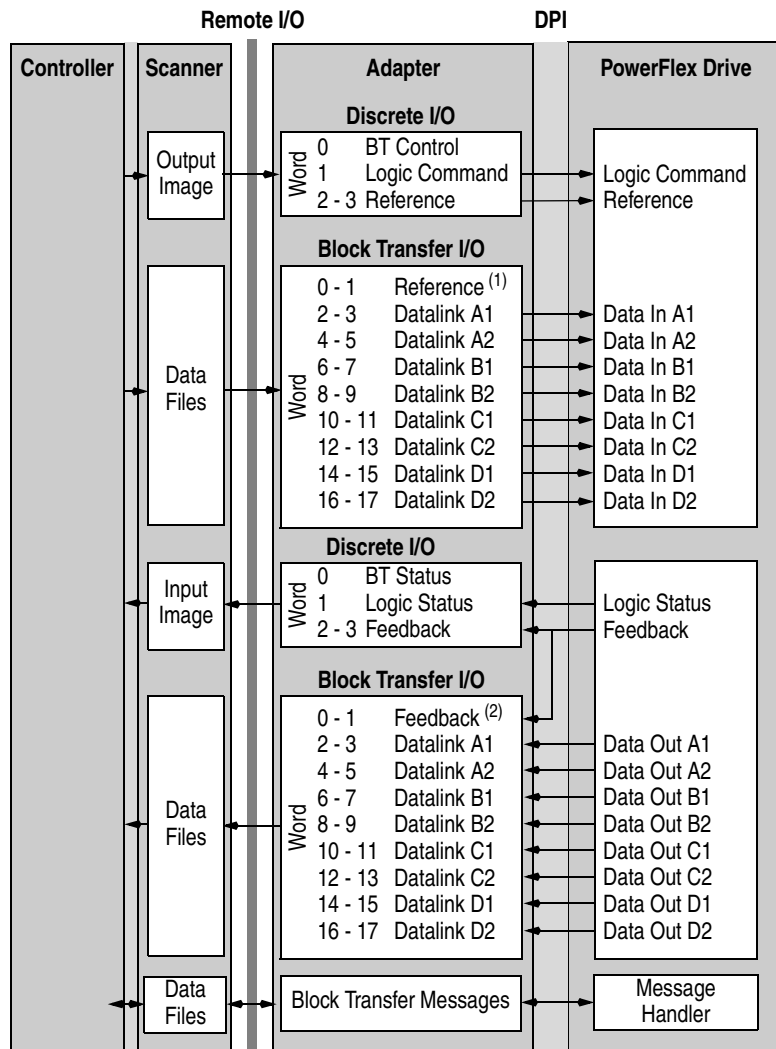 Remote I/O DPI
Controller Scanner Adapter PowerFlex Drive
Discrete I/O
Output Image
Word
0 BT Control
1 Logic Command
2 - 3 Reference
Logic Command
Reference
Block Transfer I/O
Data Files
Word
0 - 1 Reference (1)
2 - 3 Datalink A1 Data In A1
4 - 5 Datalink A2 Data In A2
6 - 7 Datalink B1 Data In B1
8 - 9 Datalink B2 Data In B2
10 - 11 Datalink C1 Data In C1
12 - 13 Datalink C2 Data In C2
14 - 15 Datalink D1 Data In D1
16 - 17 Datalink D2 Data In D2
Discrete I/O
Input Image
Word
0 BT Status
1 Logic Status
2 - 3 Feedback
Logic Status
Feedback
Block Transfer I/O
Data Files
Word
0 - 1 Feedback (2)
2 - 3 Datalink A1 Data Out A1
4 - 5 Datalink A2 Data Out A2
6 - 7 Datalink B1 Data Out B1
8 - 9 Datalink B2 Data Out B2
10 - 11 Datalink C1 Data Out C1
12 - 13 Datalink C2 Data Out C2
14 - 15 Datalink D1 Data Out D1
16 - 17 Datalink D2 Data Out D2
Data Files
Block Transfer Messages
Message Handler